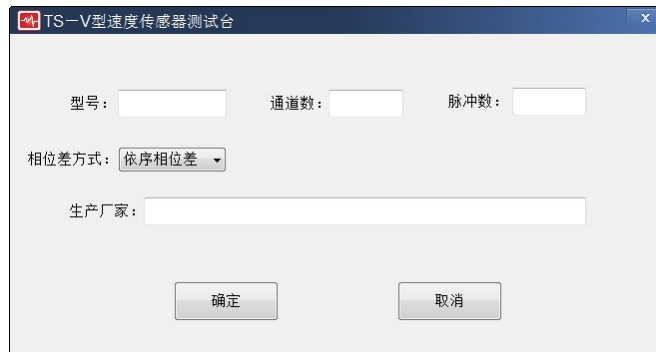 TS-V型速度传感器测试台 x
型号: 通道数: 脉冲数:
相位差方式: 依序相位差
生产厂家:
确定 取消